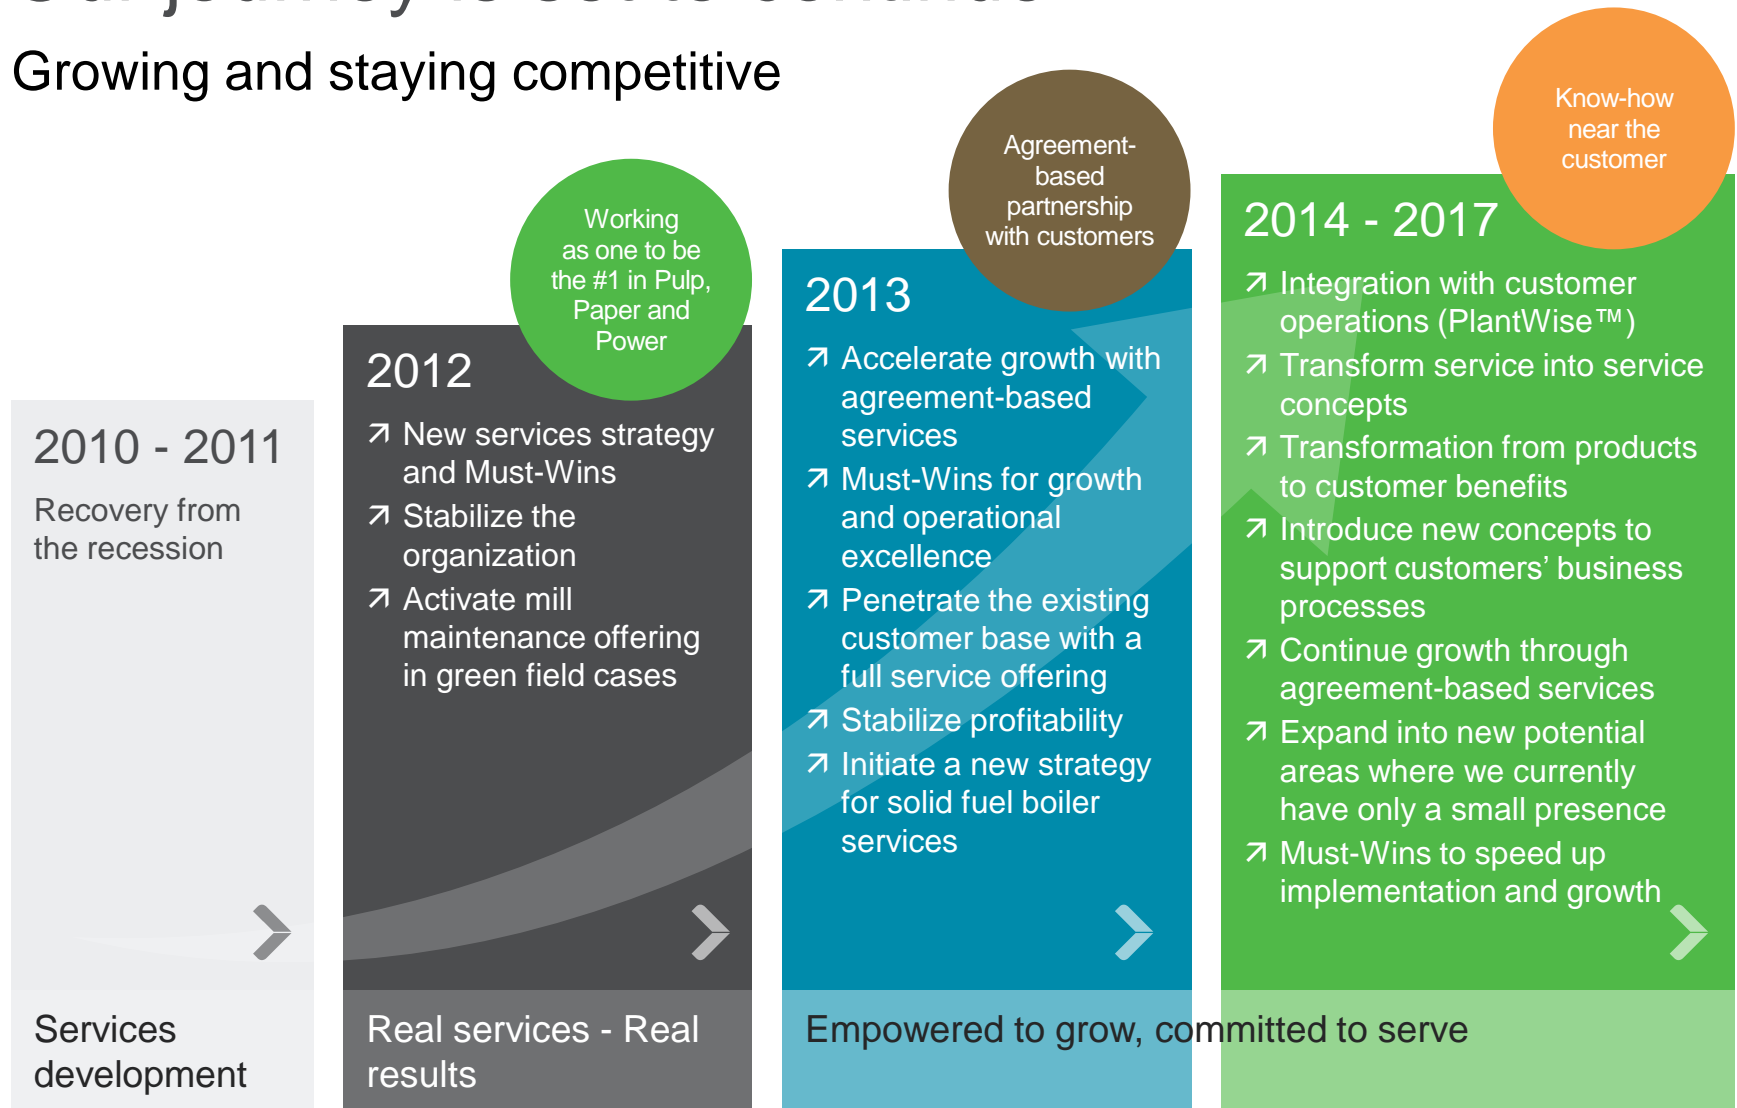 Our journey is set to continue
Growing and staying competitive
2010 - 2011
Recovery from
the recession
Services
development
Working
as one to be
the #1 in Pulp,
Paper and
Power
2012
New services strategy
and Must-Wins
Stabilize the
organization
Activate mill
maintenance offering
in green field cases
Real services - Real
results
Agreement-
based
partnership
with customers
2013
Accelerate growth with
agreement-based
services
Must-Wins for growth
and operational
excellence
Penetrate the existing
customer base with a
full service offering
Stabilize profitability
Initiate a new strategy
for solid fuel boiler
services
Empowered to grow, committed to serve
Know-how
near the
customer
2014 - 2017
Integration with customer
operations (PlantWise™)
Transform service into service
concepts
Transformation from products
to customer benefits
Introduce new concepts to
support customers’ business
processes
Continue growth through
agreement-based services
Expand into new potential
areas where we currently
have only a small presence
Must-Wins to speed up
implementation and growth